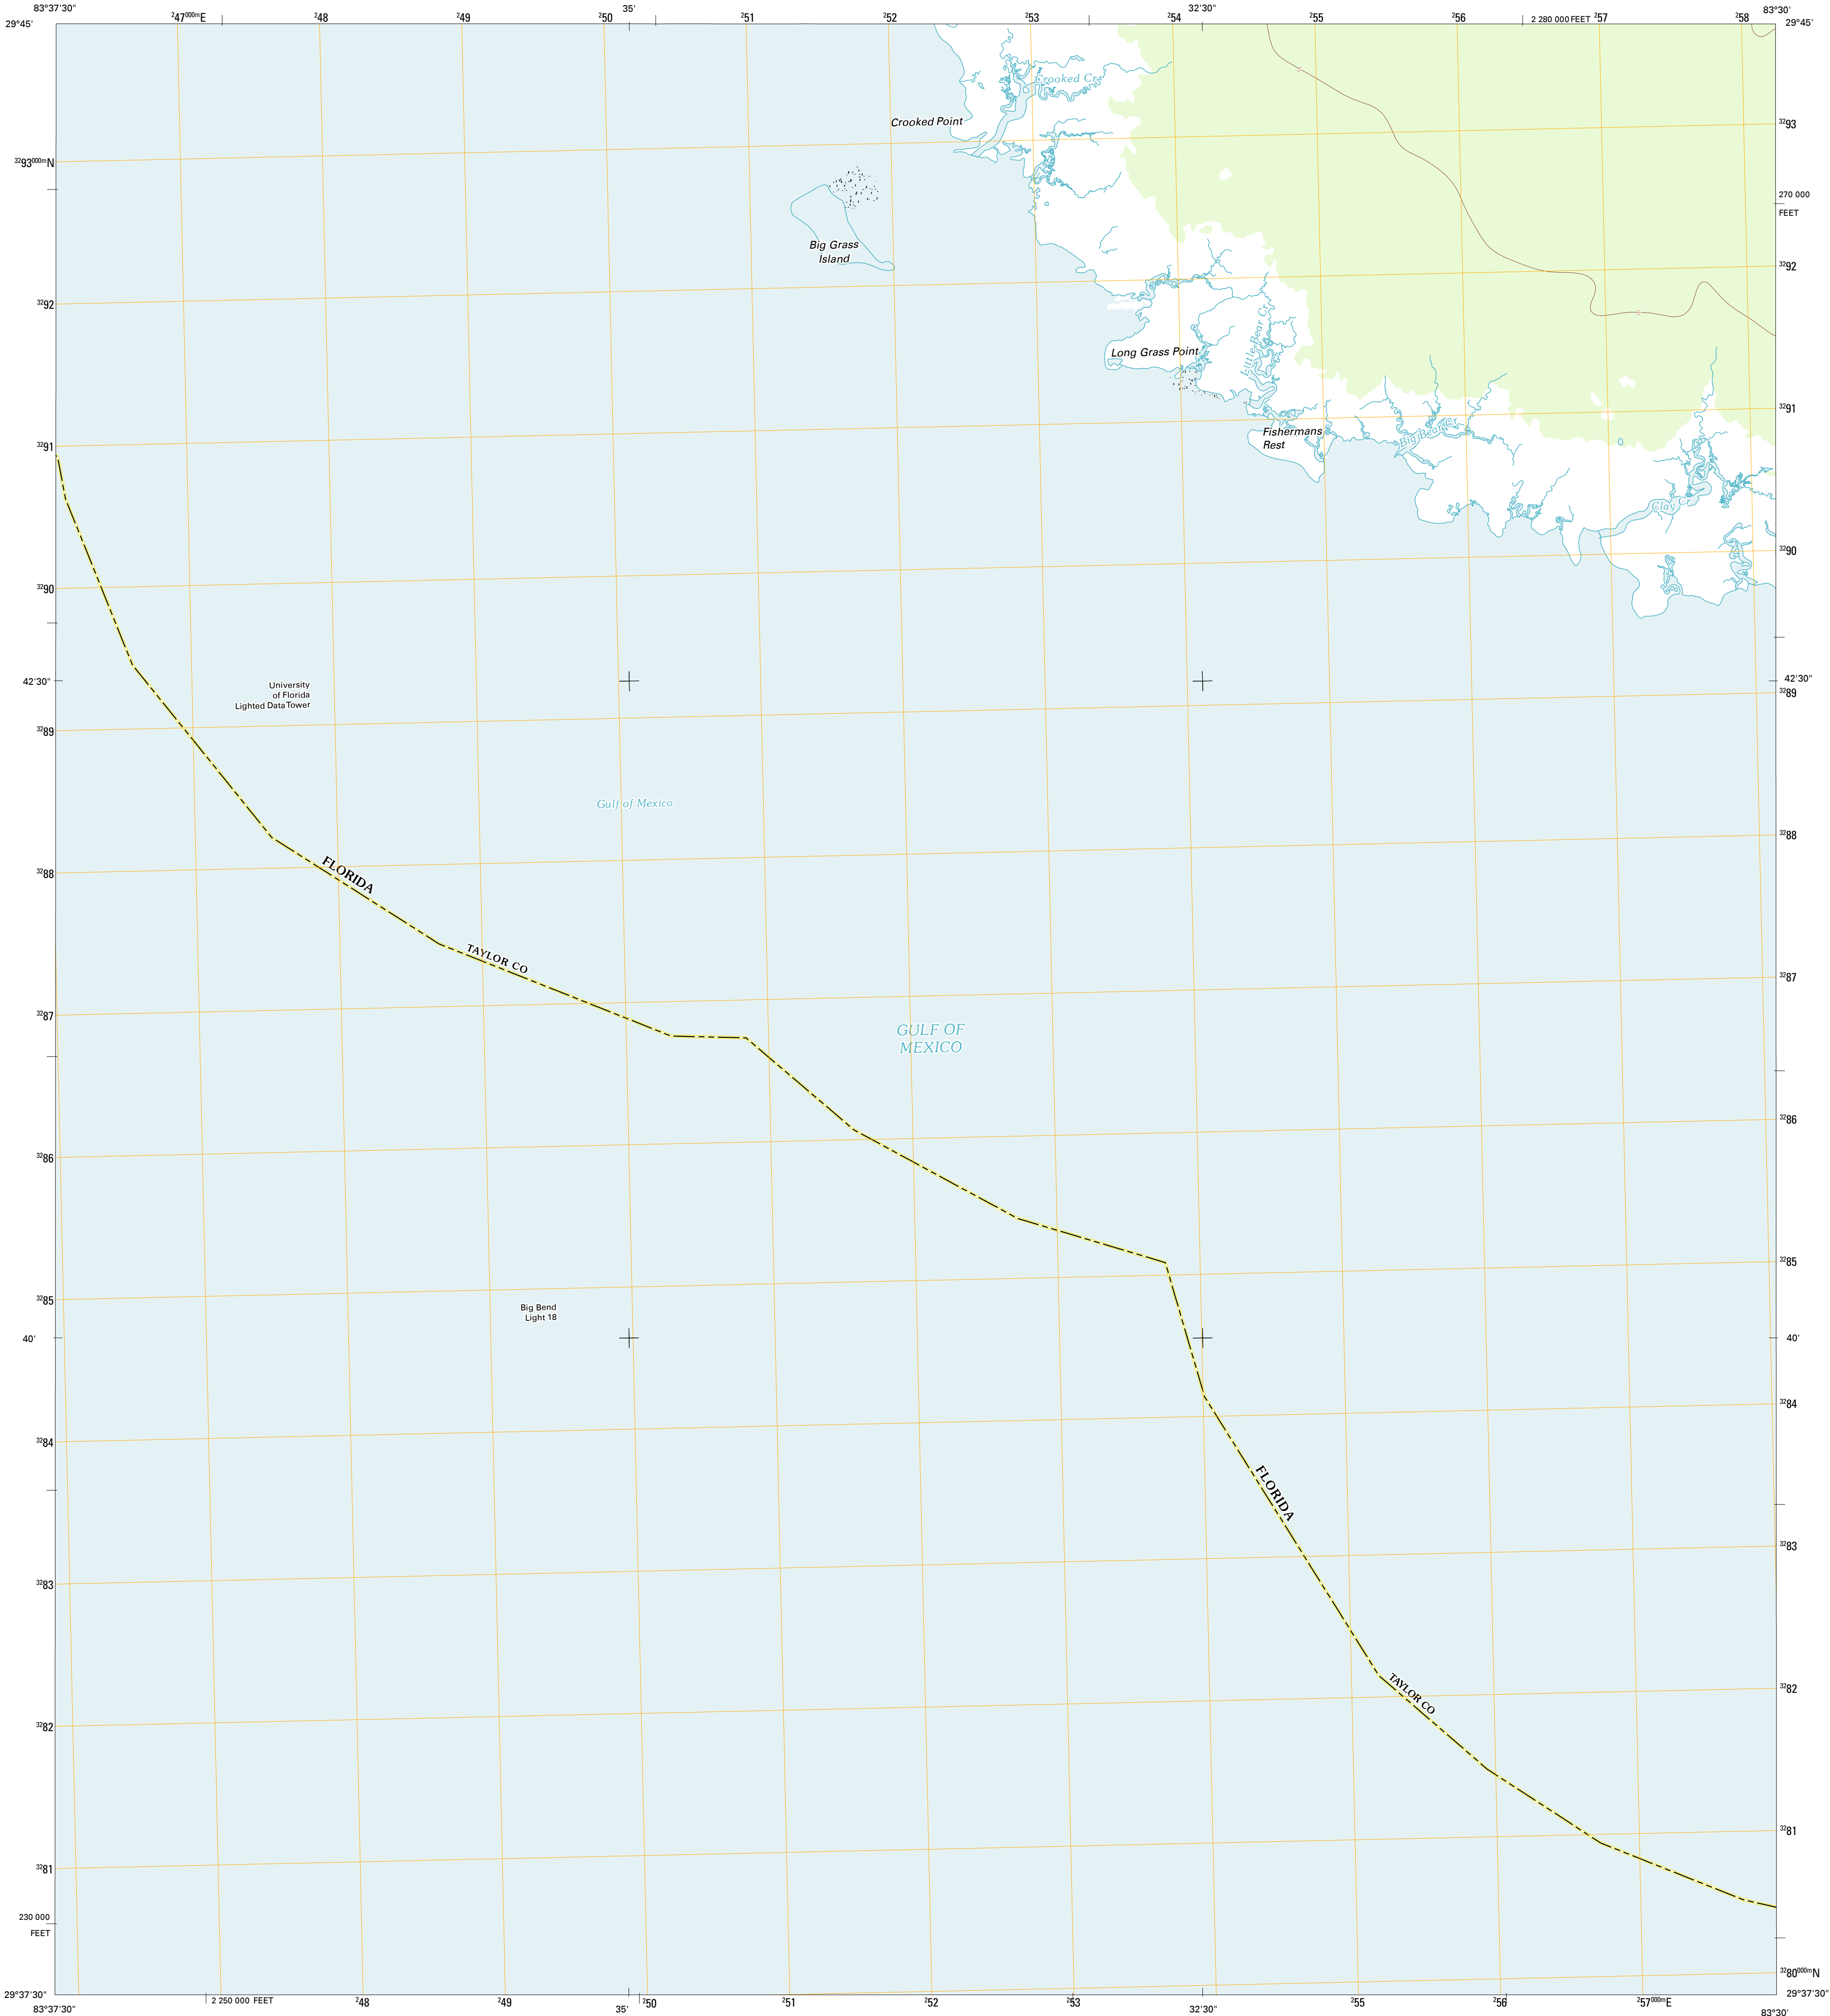 83°37'30"
²47⁰⁰⁰ᵐE
²48
²49
²50
35'
²51
²52
²53
²54
32'30"
²55
²56
2 280 000 FEET
²57
²58
83°30'
29°45'
29°45'
Crooked Cr
Crooked Point
³²93
³²93⁰⁰⁰ᵐN
270 000
FEET
Big Grass
Island
³²92
³²92
Little Bear Cr
Long Grass Point
³²91
Fishermans
Rest
Big Bear Cr
³²91
Clay Cr
³²90
³²90
42'30"
42'30"
University
of Florida
Lighted Data Tower
³²89
³²89
Gulf of Mexico
³²88
³²88
FLORIDA
TAYLOR CO
³²87
³²87
GULF OF
MEXICO
³²86
³²86
³²85
³²85
Big Bend
Light 18
40'
40'
³²84
³²84
FLORIDA
³²83
³²83
TAYLOR CO
³²82
³²82
³²81
³²81
230 000
FEET
³²80⁰⁰⁰ᵐN
29°37'30"
29°37'30"
83°37'30"
2 250 000 FEET
²48
²49
35'
²50
²51
²52
²53
32'30"
²55
²56
²57⁰⁰⁰ᵐE
83°30'